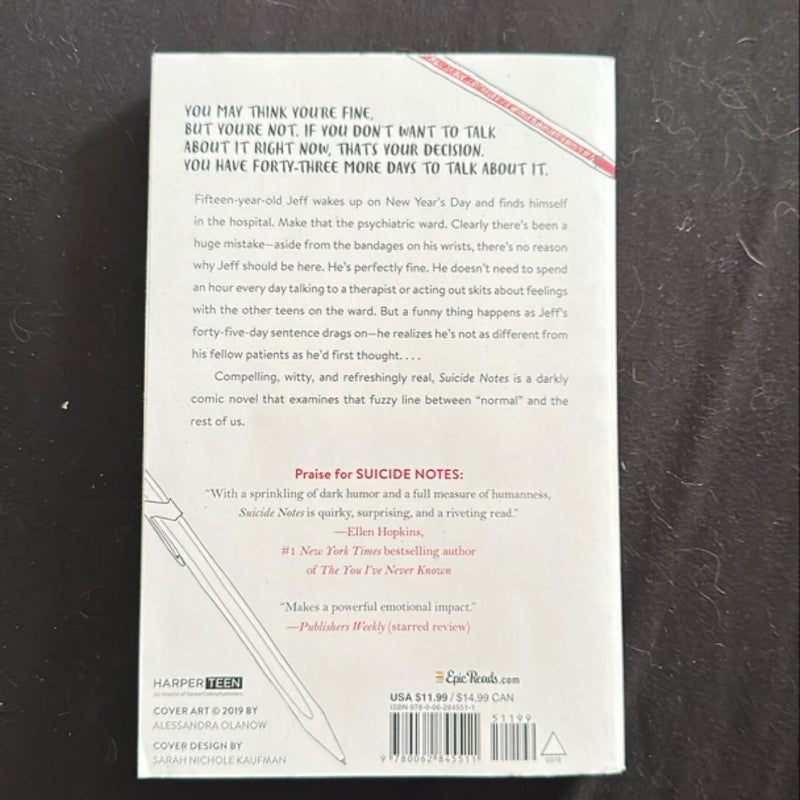 YOU MAY THINK YOU'RE FINE,
BUT YOU'RE NOT. IF YOU DON'T WANT TO TALK
ABOUT IT RIGHT NOW, THAT'S YOUR DECISION.
YOU HAVE FORTY-THREE MORE DAYS TO TALK ABOUT IT.
Fifteen-year-old Jeff wakes up on New Year's Day and finds himself
in the hospital. Make that the psychiatric ward. Clearly there's been a
huge mistake—aside from the bandages on his wrists, there's no reason
why Jeff should be here. He's perfectly fine. He doesn't need to spend
an hour every day talking to a therapist or acting out skits about feelings
with the other teens on the ward. But a funny thing happens as Jeff's
forty-five-day sentence drags on—he realizes he's not as different from
his fellow patients as he'd first thought. . . .
Compelling, witty, and refreshingly real, Suicide Notes is a darkly
comic novel that examines that fuzzy line between "normal" and the
rest of us.
Praise for SUICIDE NOTES:
"With a sprinkling of dark humor and a full measure of humanness,
Suicide Notes is quirky, surprising, and a riveting read."
—Ellen Hopkins,
#1 New York Times bestselling author
of The You I've Never Known
"Makes a powerful emotional impact."
—Publishers Weekly (starred review)
HARPER TEEN
An Imprint of HarperCollinsPublishers
COVER ART © 2019 BY
ALESSANDRA OLANOW
COVER DESIGN BY
SARAH NICHOLE KAUFMAN
EpicReads.com
USA $11.99 / $14.99 CAN
ISBN 978-0-06-284551-1
51199
9 780062 845511